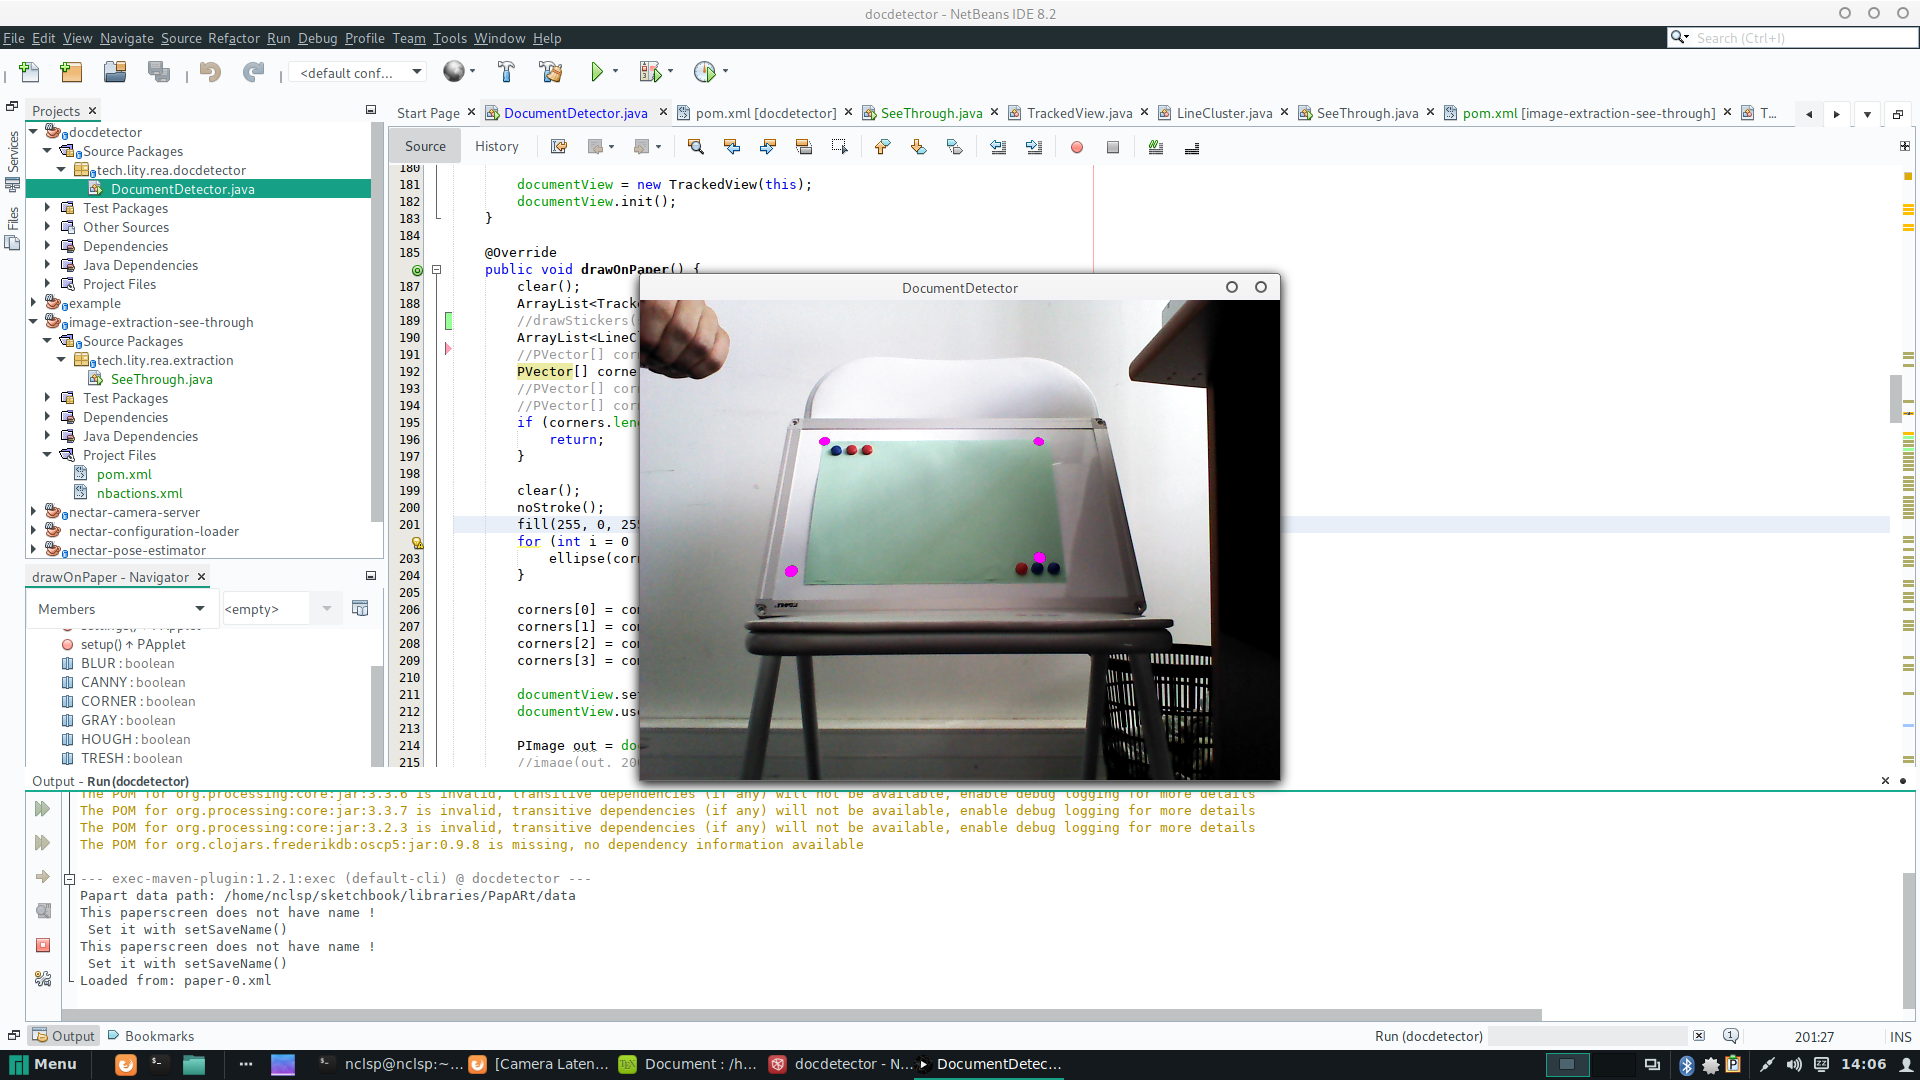 docdetector - NetBeans IDE 8.2
File Edit View Navigate Source Refactor Run Debug Profile Team Tools Window Help
Search (Ctrl+I)
<default conf...
Projects
Start Page
DocumentDetector.java
pom.xml [docdetector]
SeeThrough.java
TrackedView.java
LineCluster.java
SeeThrough.java
pom.xml [image-extraction-see-through]
T...
Services
Files
docdetector
Source Packages
tech.lity.rea.docdetector
DocumentDetector.java
Test Packages
Other Sources
Dependencies
Java Dependencies
Project Files
example
image-extraction-see-through
Source Packages
tech.lity.rea.extraction
SeeThrough.java
Test Packages
Dependencies
Java Dependencies
Project Files
pom.xml
nbactions.xml
nectar-camera-server
nectar-configuration-loader
nectar-pose-estimator
Source History
180
181 documentView = new TrackedView(this);
182 documentView.init();
183 }
184
185 @Override
public void drawOnPaper() {
187 clear();
188 ArrayList<Track
189 //drawStickers(
190 ArrayList<LineC
191 //PVector[] cor
192 PVector[] corne
193 //PVector[] cor
194 //PVector[] cor
195 if (corners.len
196 return;
197 }
198
199 clear();
200 noStroke();
201 fill(255, 0, 25
for (int i = 0
203 ellipse(cor
204 }
205
206 corners[0] = co
207 corners[1] = co
208 corners[2] = co
209 corners[3] = co
210
211 documentView.se
212 documentView.us
213
214 PImage out = do
215 //image(out, 20
DocumentDetector
drawOnPaper - Navigator
Members
<empty>
setup() ↑ PApplet
BLUR : boolean
CANNY : boolean
CORNER : boolean
GRAY : boolean
HOUGH : boolean
TRESH : boolean
Output - Run (docdetector)
The POM for org.processing:core:jar:3.3.6 is invalid, transitive dependencies (if any) will not be available, enable debug logging for more details
The POM for org.processing:core:jar:3.3.7 is invalid, transitive dependencies (if any) will not be available, enable debug logging for more details
The POM for org.processing:core:jar:3.2.3 is invalid, transitive dependencies (if any) will not be available, enable debug logging for more details
The POM for org.clojars.frederikdb:oscp5:jar:0.9.8 is missing, no dependency information available
--- exec-maven-plugin:1.2.1:exec (default-cli) @ docdetector ---
Papart data path: /home/nclsp/sketchbook/libraries/PapARt/data
This paperscreen does not have name !
Set it with setSaveName()
This paperscreen does not have name !
Set it with setSaveName()
Loaded from: paper-0.xml
Output
Bookmarks
Run (docdetector)
1
201:27
INS
Menu
nclsp@nclsp:~...
[Camera Laten...
Document : /h...
docdetector - N...
DocumentDetec...
14:06